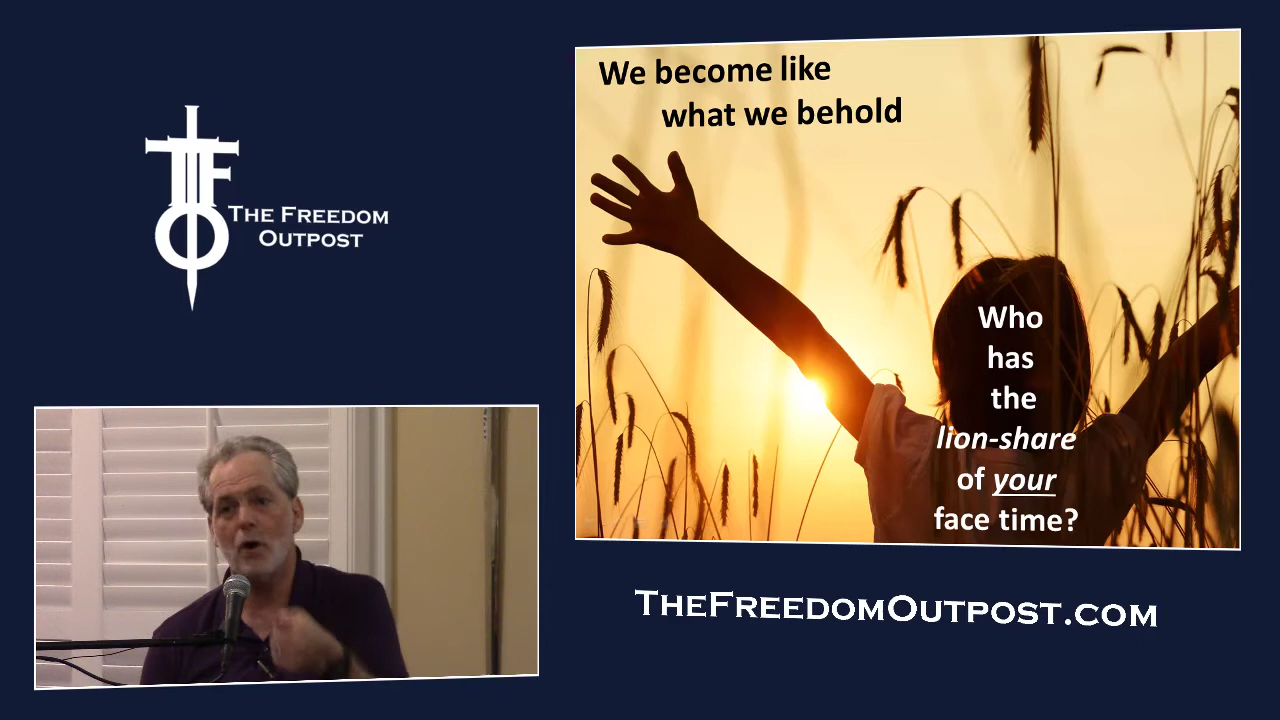 The Freedom
Outpost
We become like
what we behold
Who
has
the
lion-share
of your
face time?
TheFreedomOutpost.com